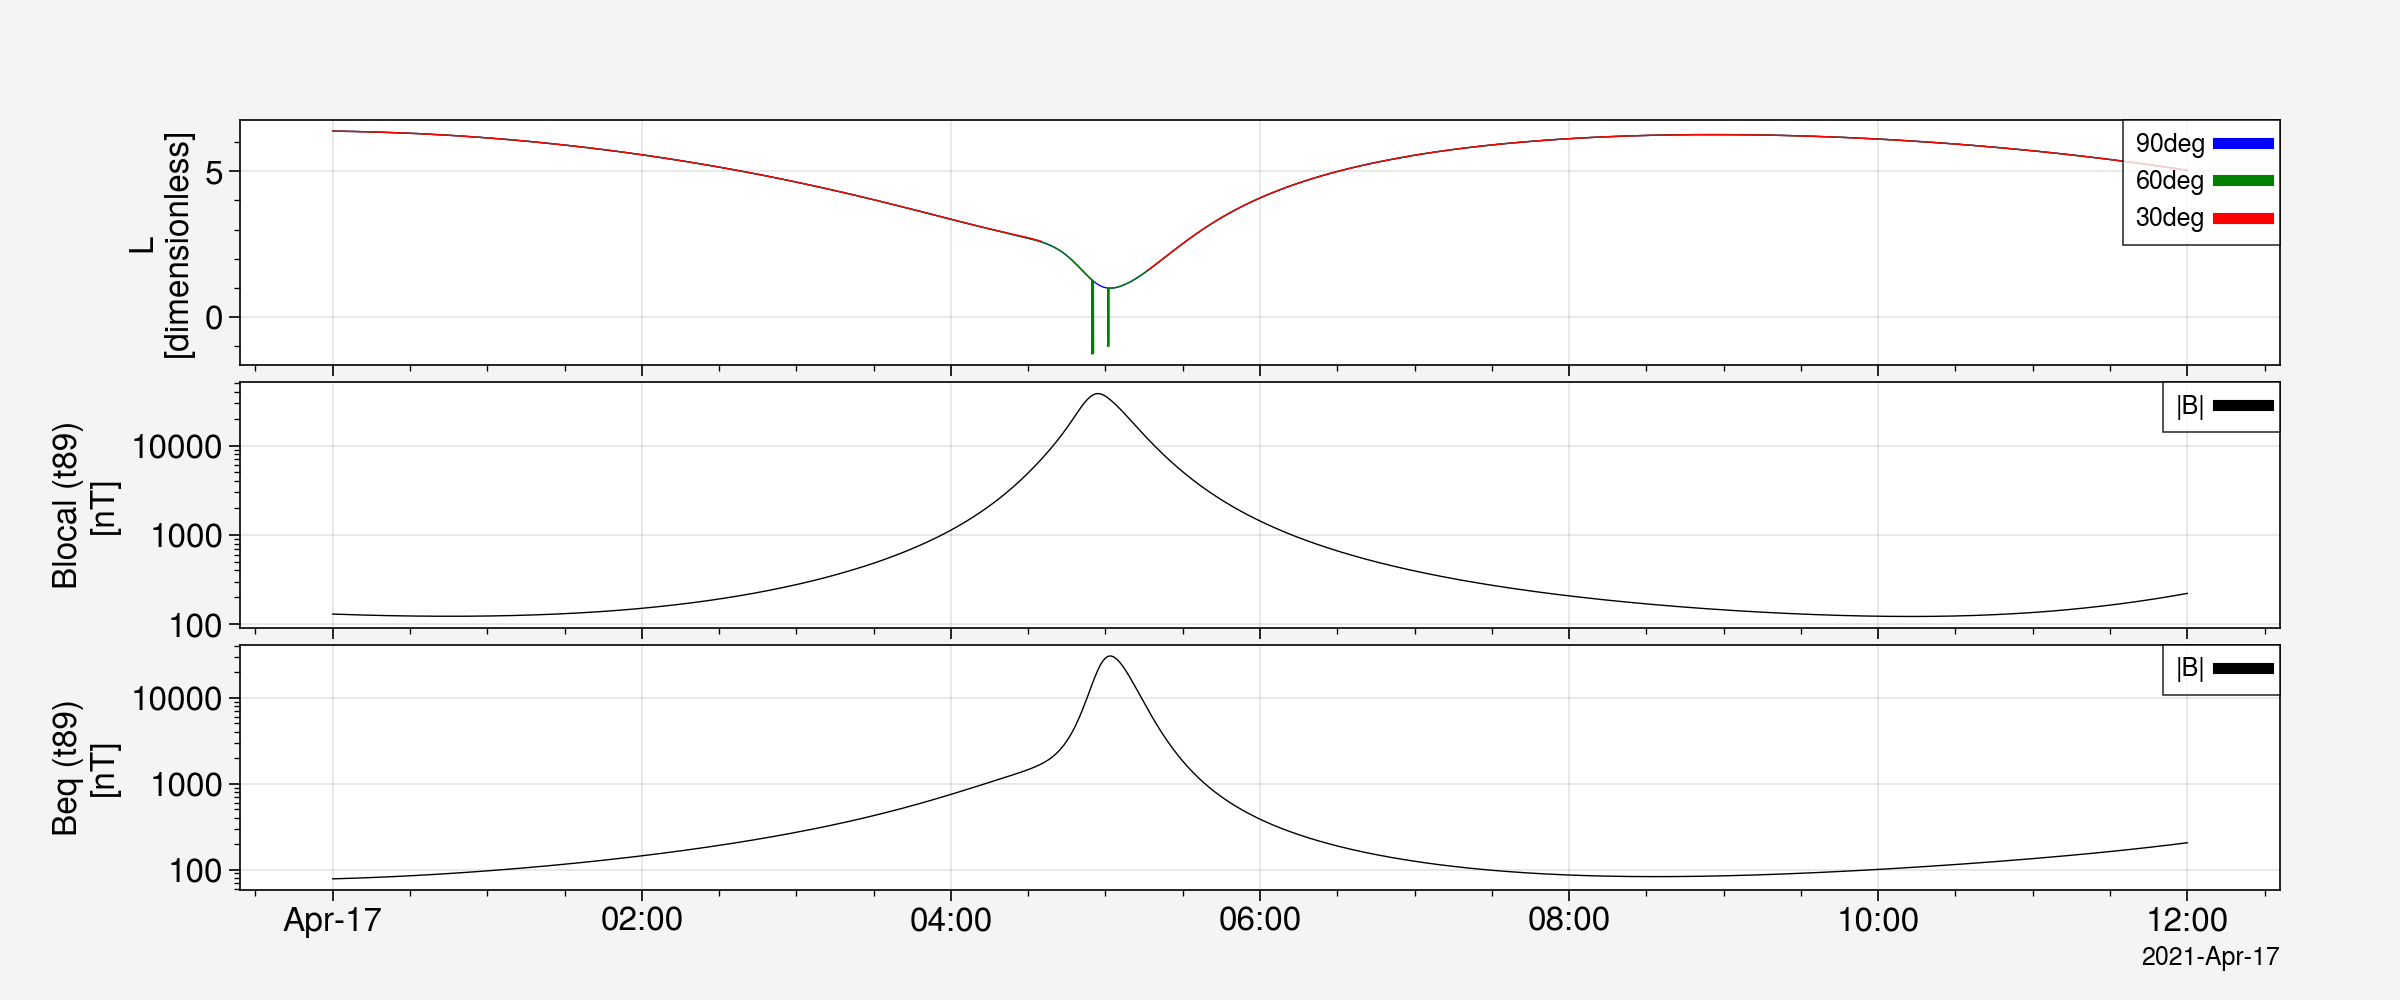 L
[dimensionless]
5
0
90deg
60deg
30deg
Blocal (t89)
[nT]
10000
1000
100
|B|
Beq (t89)
[nT]
10000
1000
100
|B|
Apr-17
02:00
04:00
06:00
08:00
10:00
12:00
2021-Apr-17